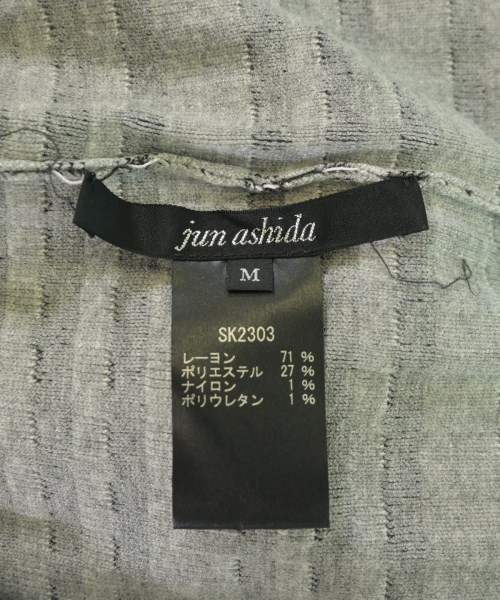 jun ashida
M
SK2303
レーヨン 71 %
ポリエステル 27 %
ナイロン 1 %
ポリウレタン 1 %